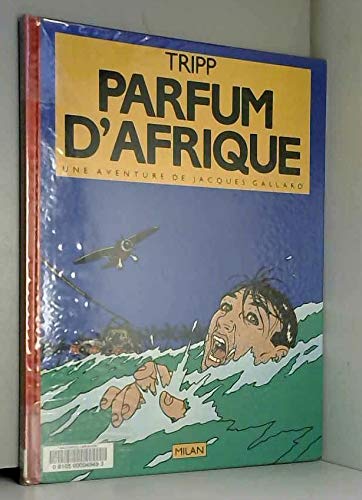 TRIPP
PARFUM
D'AFRIQUE
UNE AVENTURE DE JACQUES GALLARD
MILAN